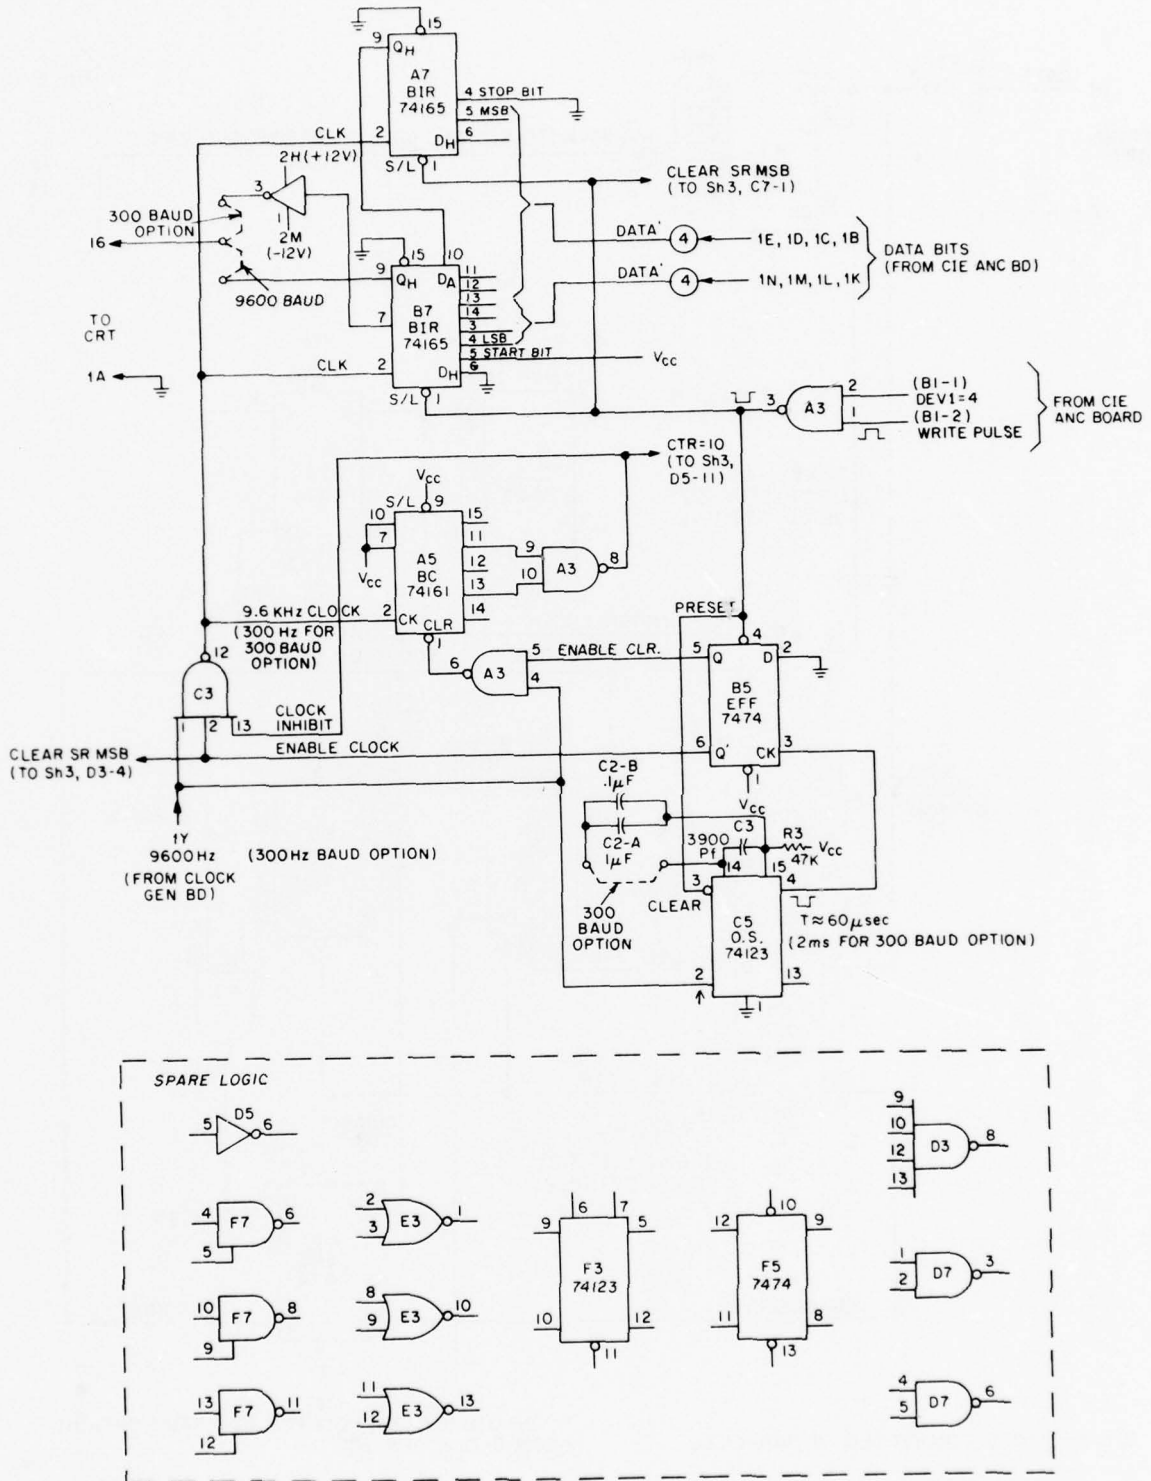 15
9
QH
A7
BIR
74165
4 STOP BIT
5 MSB
6
DH
CLK
2
S/L
1
2H(+12V)
3
1
2M
(-12V)
300 BAUD
OPTION
16
9600 BAUD
CLEAR SR MSB
(TO Sh3, C7-1)
DATA'
4
1E, 1D, 1C, 1B
DATA'
4
1N, 1M, 1L, 1K
DATA BITS
(FROM CIE ANC BD)
15
10
9
QH
DA
11
12
13
14
3
4 LSB
5 START BIT
VCC
6
B7
BIR
74165
7
DH
CLK
2
S/L
1
TO
CRT
1A
3
A3
2
(B1-1)
DEV1=4
1
(B1-2)
WRITE PULSE
FROM CIE
ANC BOARD
CTR=10
(TO Sh3,
D5-11)
VCC
S/L
9
10
7
VCC
A5
BC
74161
15
11
12
13
14
9
10
A3
8
9.6 KHz CLOCK
(300 Hz FOR
300 BAUD
OPTION)
2
CK
CLR
1
6
A3
5
ENABLE CLR.
4
PRESET
4
5
Q
D
2
B5
EFF
7474
6
Q'
CK
3
1
VCC
12
C3
1
2
13
CLOCK
INHIBIT
ENABLE CLOCK
CLEAR SR MSB
(TO Sh3, D3-4)
1Y
9600Hz
(300Hz BAUD OPTION)
(FROM CLOCK
GEN BD)
C2-B
.1µF
C2-A
1µF
300
BAUD
OPTION
C3
3900
Pf
R3
47K
VCC
14
15
3
CLEAR
4
C5
O.S.
74123
T≈60µsec
(2ms FOR 300 BAUD OPTION)
2
13
1
SPARE LOGIC
5
D5
6
4
5
F7
6
10
9
F7
8
13
12
F7
11
2
3
E3
1
8
9
E3
10
11
12
E3
13
6
7
9
5
F3
74123
10
12
11
10
12
9
F5
7474
11
8
13
9
10
12
13
D3
8
1
2
D7
3
4
5
D7
6